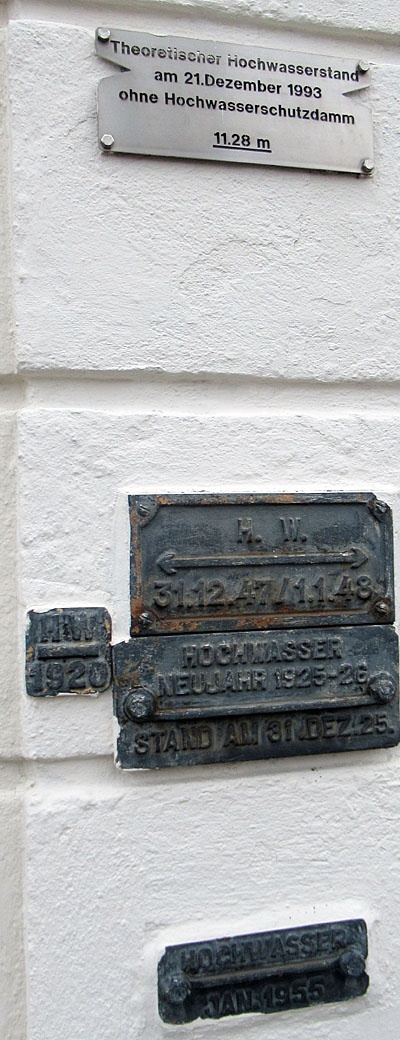 Theoretischer Hochwasserstand
am 21.Dezember 1993
ohne Hochwasserschutzdamm
11.28 m
H. W.
31.12.47/1.1.48
HW
1920
HOCHWASSER
NEUJAHR 1925-26
STAND AM 31.DEZ.25.
HOCHWASSER
JAN.1955